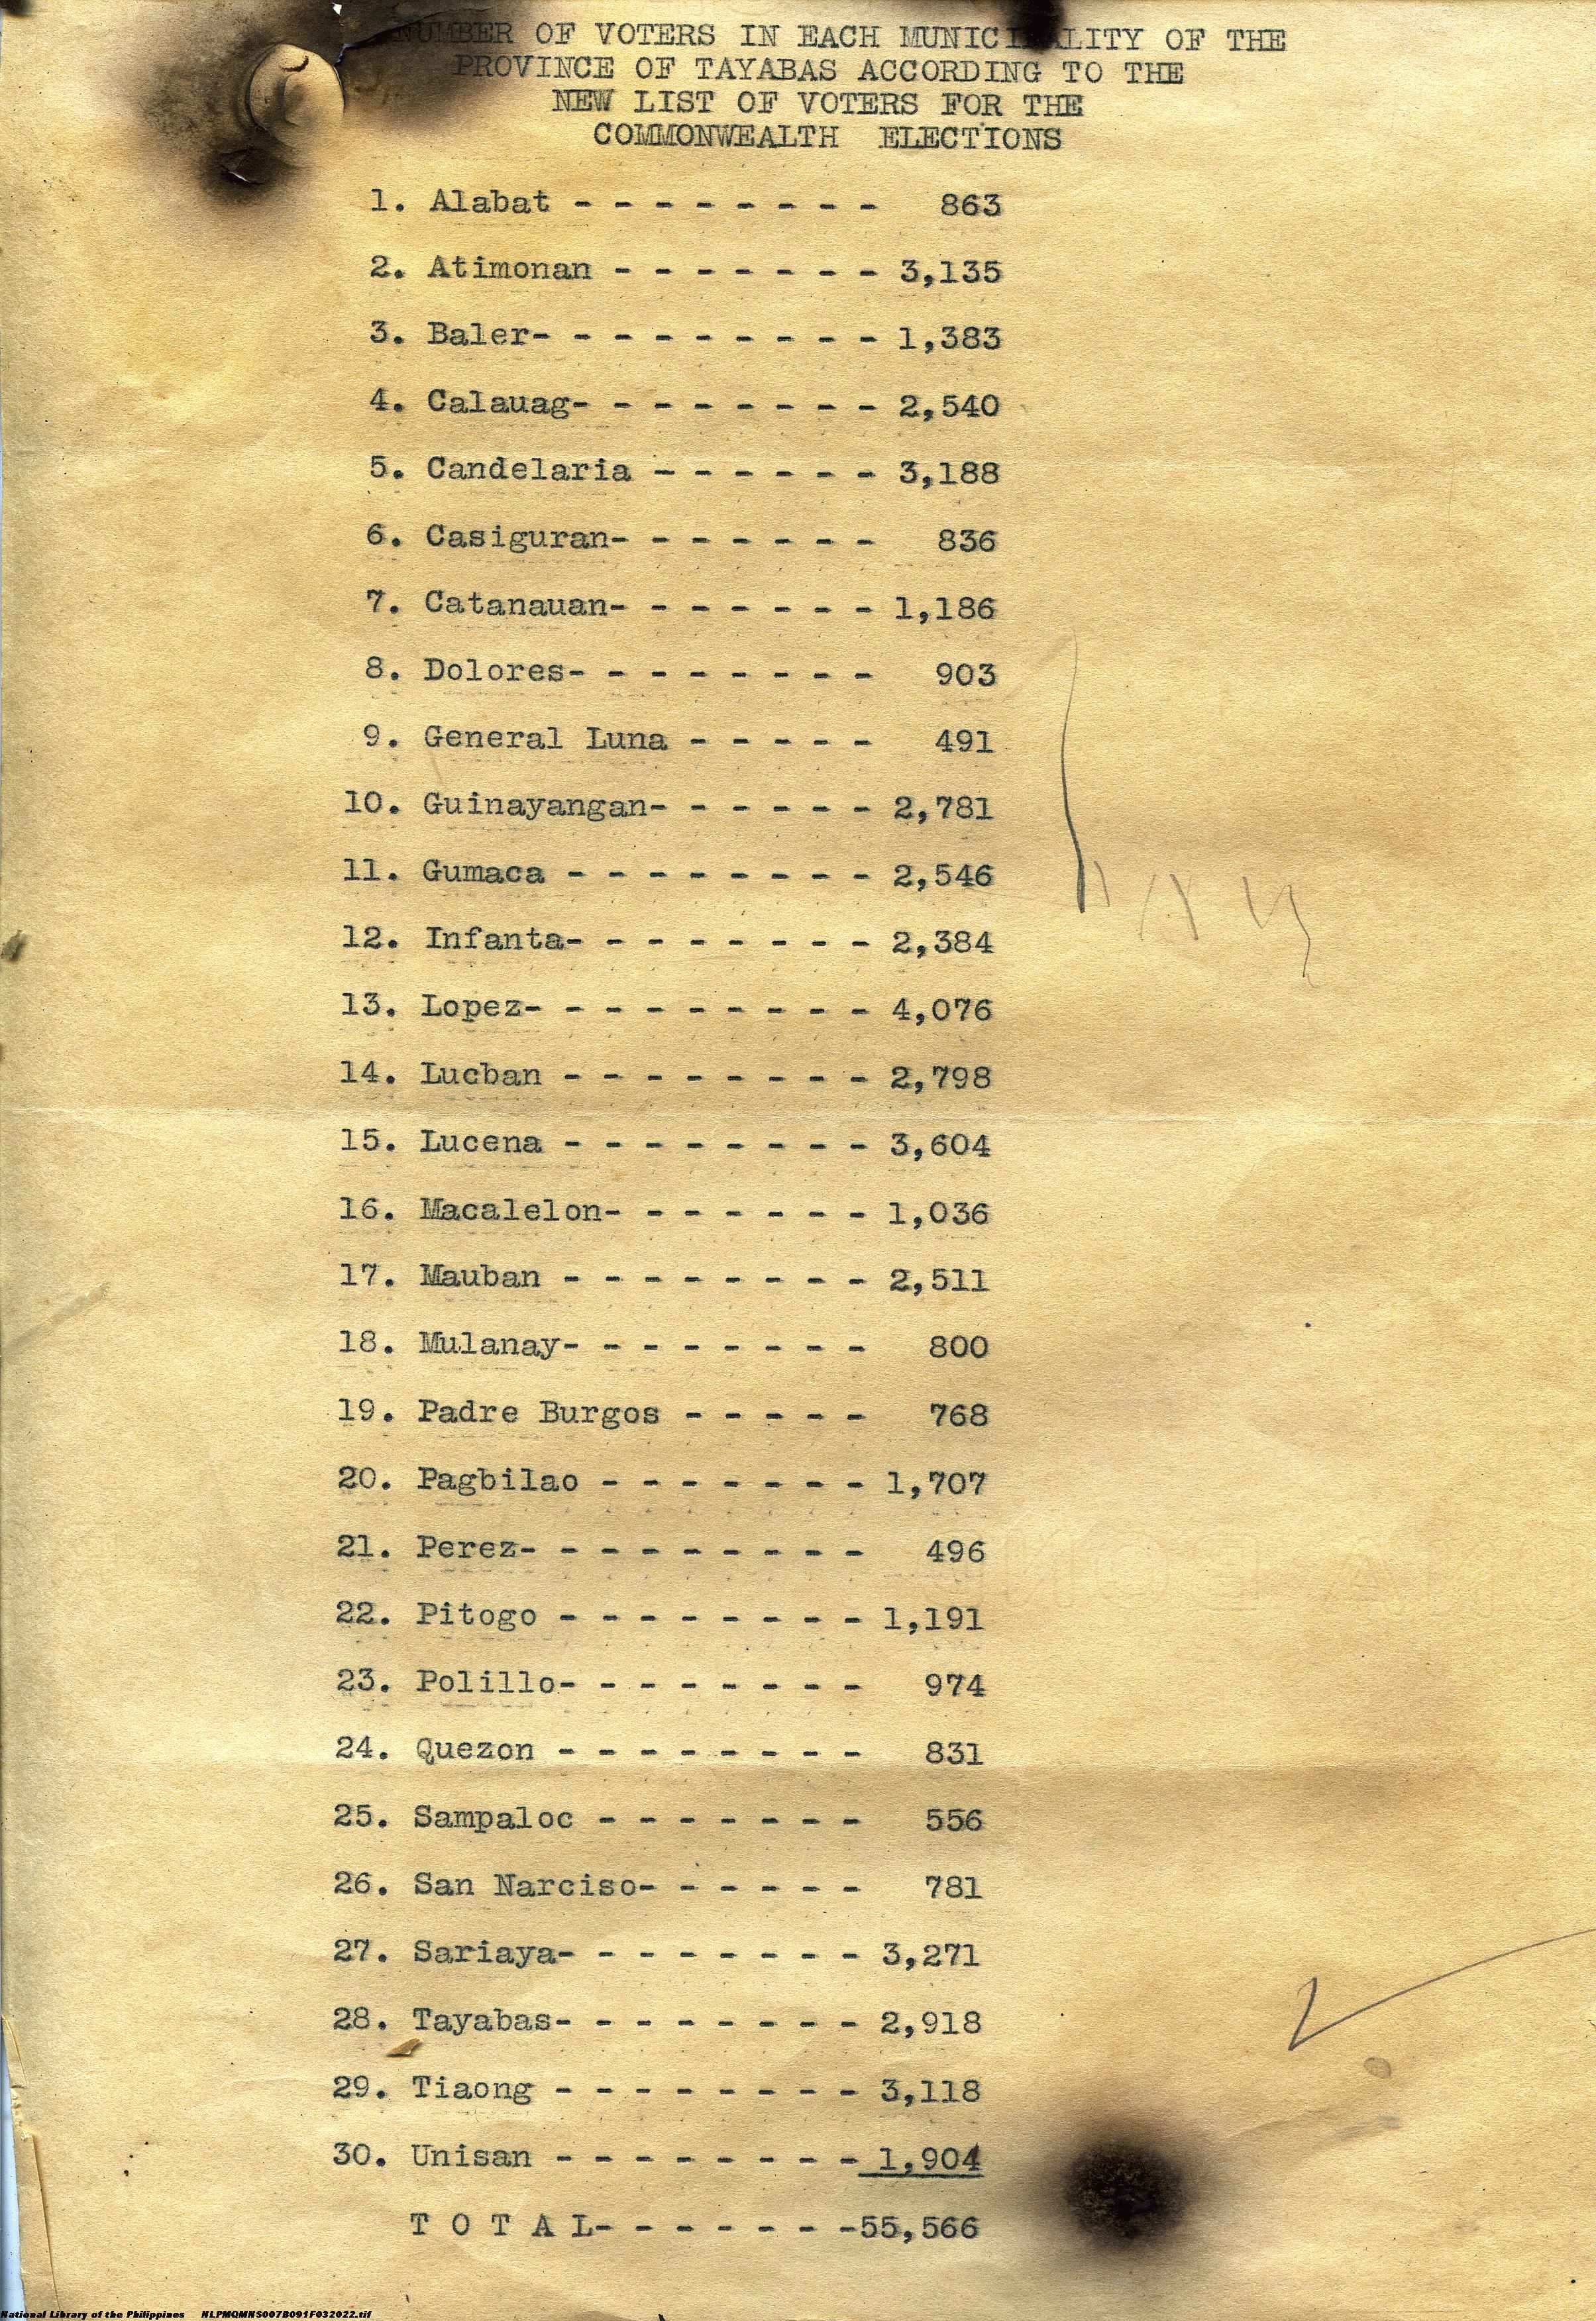 NUMBER OF VOTERS IN EACH MUNICIPALITY OF THE
PROVINCE OF TAYABAS ACCORDING TO THE
NEW LIST OF VOTERS FOR THE
COMMONWEALTH ELECTIONS
1. Alabat - - - - - - - - 863
2. Atimonan - - - - - - - 3,135
3. Baler- - - - - - - - - 1,383
4. Calauag- - - - - - - - 2,540
5. Candelaria - - - - - - 3,188
6. Casiguran- - - - - - - 836
7. Catanauan- - - - - - - 1,186
8. Dolores- - - - - - - - 903
9. General Luna - - - - - 491
10. Guinayangan- - - - - - 2,781
11. Gumaca - - - - - - - - 2,546
12. Infanta- - - - - - - - 2,384
13. Lopez- - - - - - - - - 4,076
14. Lucban - - - - - - - - 2,798
15. Lucena - - - - - - - - 3,604
16. Macalelon- - - - - - - 1,036
17. Mauban - - - - - - - - 2,511
18. Mulanay- - - - - - - - 800
19. Padre Burgos - - - - - 768
20. Pagbilao - - - - - - - 1,707
21. Perez- - - - - - - - - 496
22. Pitogo - - - - - - - - 1,191
23. Polillo- - - - - - - - 974
24. Quezon - - - - - - - - 831
25. Sampaloc - - - - - - - 556
26. San Narciso- - - - - - 781
27. Sariaya- - - - - - - - 3,271
28. Tayabas- - - - - - - - 2,918
29. Tiaong - - - - - - - - 3,118
30. Unisan - - - - - - - - 1,904
T O T A L- - - - - - -55,566
National Library of the Philippines NLPMQMNS007B091F032022.tif